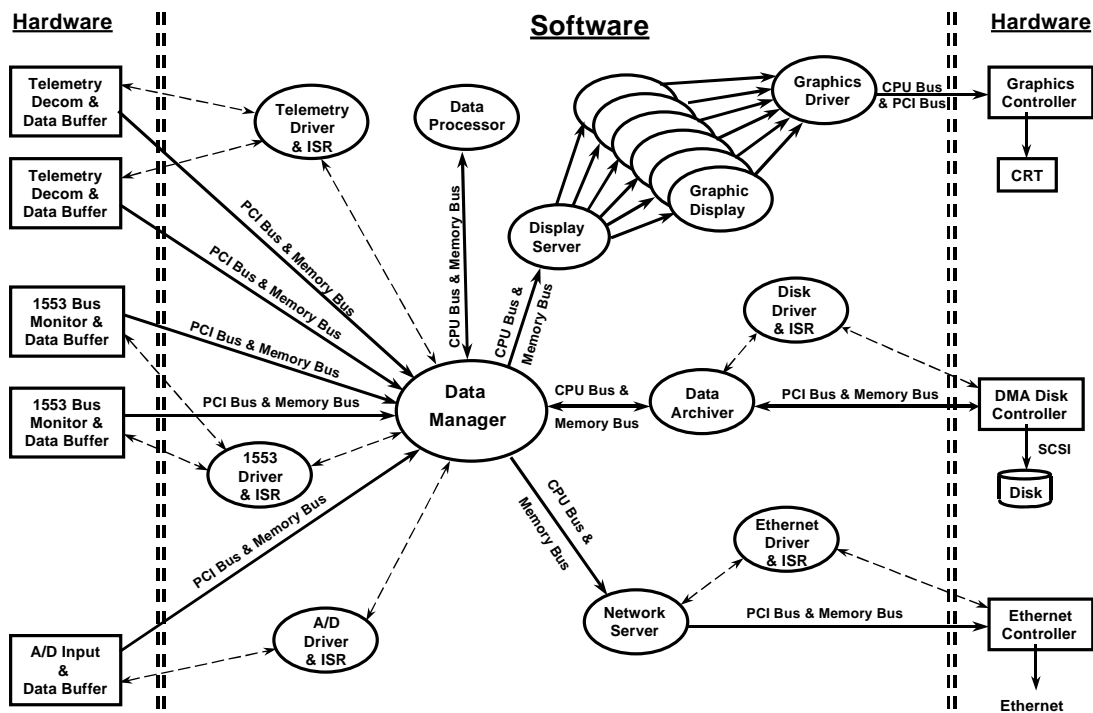 Hardware
Software
Hardware
Telemetry
Decom &
Data Buffer
Telemetry
Decom &
Data Buffer
1553 Bus
Monitor &
Data Buffer
1553 Bus
Monitor &
Data Buffer
A/D Input
&
Data Buffer
Telemetry
Driver
& ISR
Data
Processor
Graphics
Driver
CPU Bus
& PCI Bus
Graphics
Controller
CRT
Graphic
Display
Display
Server
PCI Bus & Memory Bus
PCI Bus & Memory Bus
PCI Bus & Memory Bus
PCI Bus & Memory Bus
PCI Bus & Memory Bus
CPU Bus & Memory Bus
CPU Bus &
Memory Bus
Data
Manager
1553
Driver
& ISR
A/D
Driver
& ISR
Disk
Driver
& ISR
CPU Bus &
Memory Bus
Data
Archiver
PCI Bus & Memory Bus
DMA Disk
Controller
SCSI
Disk
CPU Bus &
Memory Bus
Ethernet
Driver
& ISR
Network
Server
PCI Bus & Memory Bus
Ethernet
Controller
Ethernet